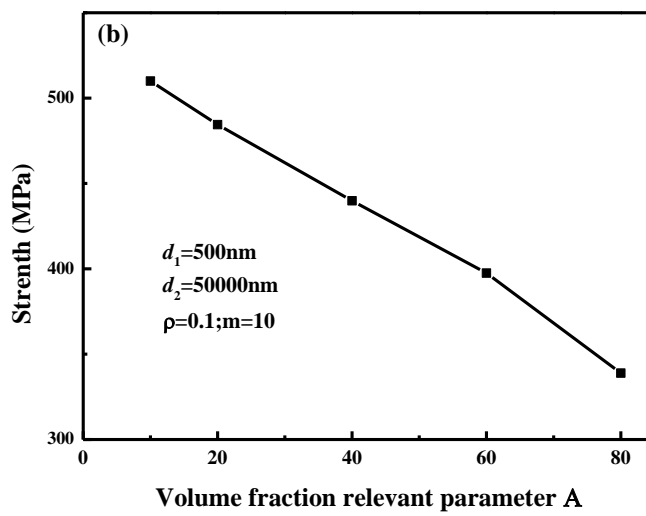 (b)
500
400
300
Strenth (MPa)
d1=500nm
d2=50000nm
ρ=0.1;m=10
0
20
40
60
80
Volume fraction relevant parameter A